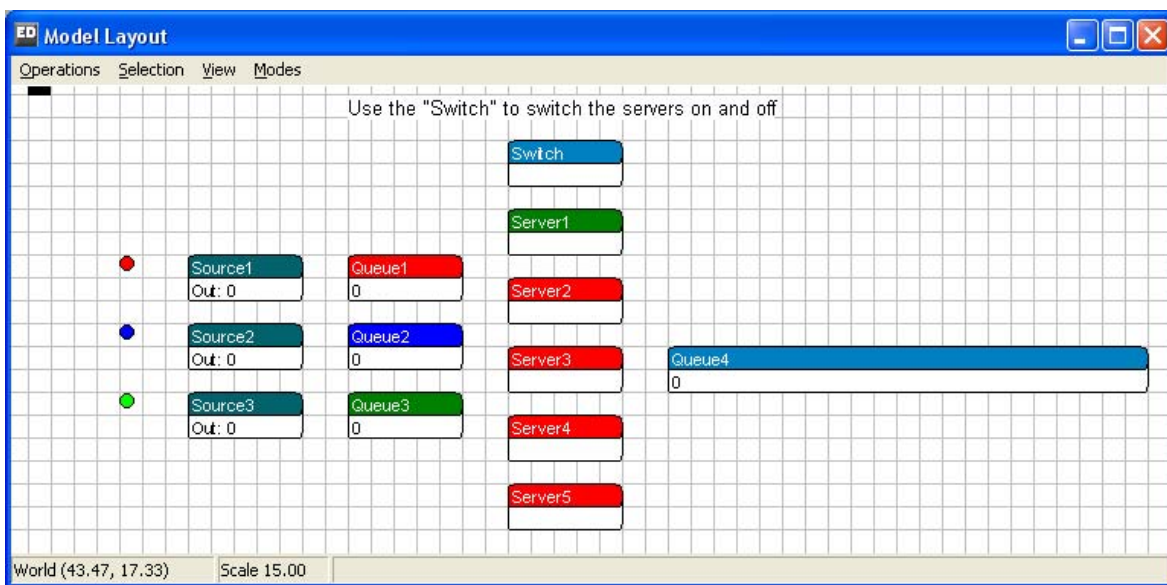 ED Model Layout
Operations Selection View Modes
Use the "Switch" to switch the servers on and off
Switch
Server1
Source1 Queue1
Out: 0 0
Server2
Source2 Queue2
Out: 0 0
Server3 Queue4
0
Source3 Queue3
Out: 0 0
Server4
Server5
World (43.47, 17.33) Scale 15.00